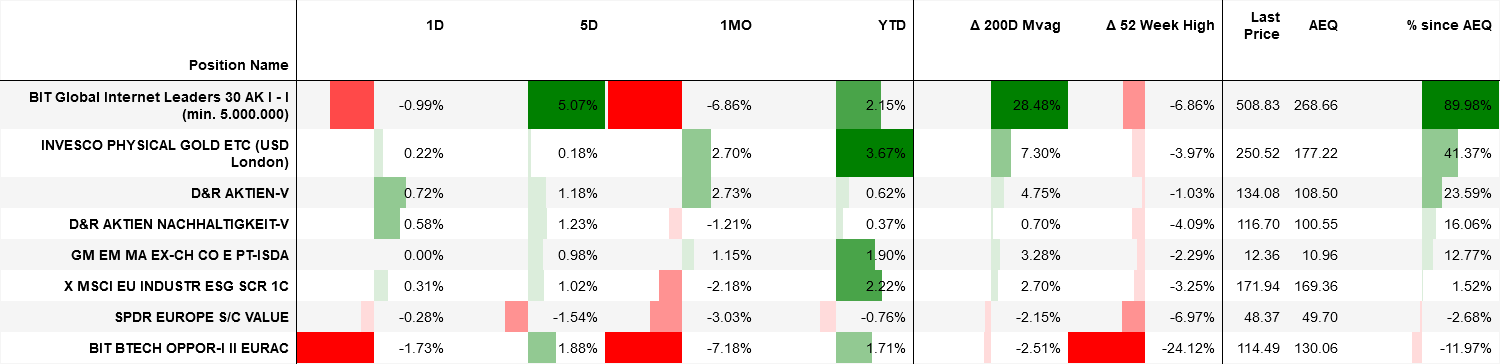 Position Name 1D 5D 1MO YTD Δ 200D Mvag Δ 52 Week High Last Price AEQ % since AEQ
BIT Global Internet Leaders 30 AK I - I (min. 5.000.000) -0.99% 5.07% -6.86% 2.15% 28.48% -6.86% 508.83 268.66 89.98%
INVESCO PHYSICAL GOLD ETC (USD London) 0.22% 0.18% 2.70% 3.67% 7.30% -3.97% 250.52 177.22 41.37%
D&R AKTIEN-V 0.72% 1.18% 2.73% 0.62% 4.75% -1.03% 134.08 108.50 23.59%
D&R AKTIEN NACHHALTIGKEIT-V 0.58% 1.23% -1.21% 0.37% 0.70% -4.09% 116.70 100.55 16.06%
GM EM MA EX-CH CO E PT-ISDA 0.00% 0.98% 1.15% 1.90% 3.28% -2.29% 12.36 10.96 12.77%
X MSCI EU INDUSTR ESG SCR 1C 0.31% 1.02% -2.18% 2.22% 2.70% -3.25% 171.94 169.36 1.52%
SPDR EUROPE S/C VALUE -0.28% -1.54% -3.03% -0.76% -2.15% -6.97% 48.37 49.70 -2.68%
BIT BTECH OPPOR-I II EURAC -1.73% 1.88% -7.18% 1.71% -2.51% -24.12% 114.49 130.06 -11.97%